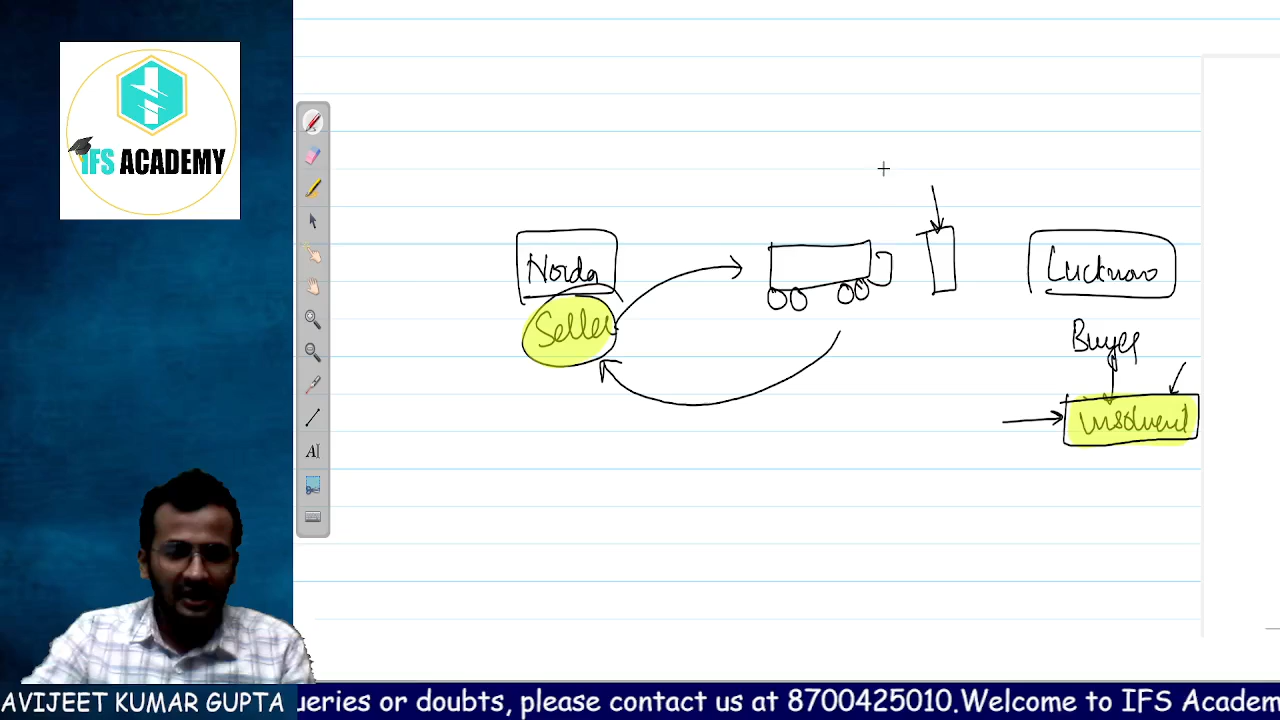 IFS ACADEMY
Noida
Seller
Lucknow
Buyer
insolvent
AVIJEET KUMAR GUPTA
ueries or doubts, please contact us at 8700425010.Welcome to IFS Academ